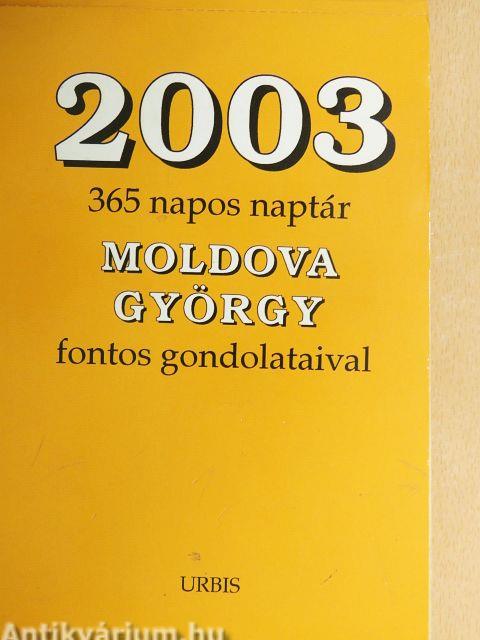 2003
365 napos naptár
MOLDOVA
GYÖRGY
fontos gondolataival
URBIS
Antikvárium.hu